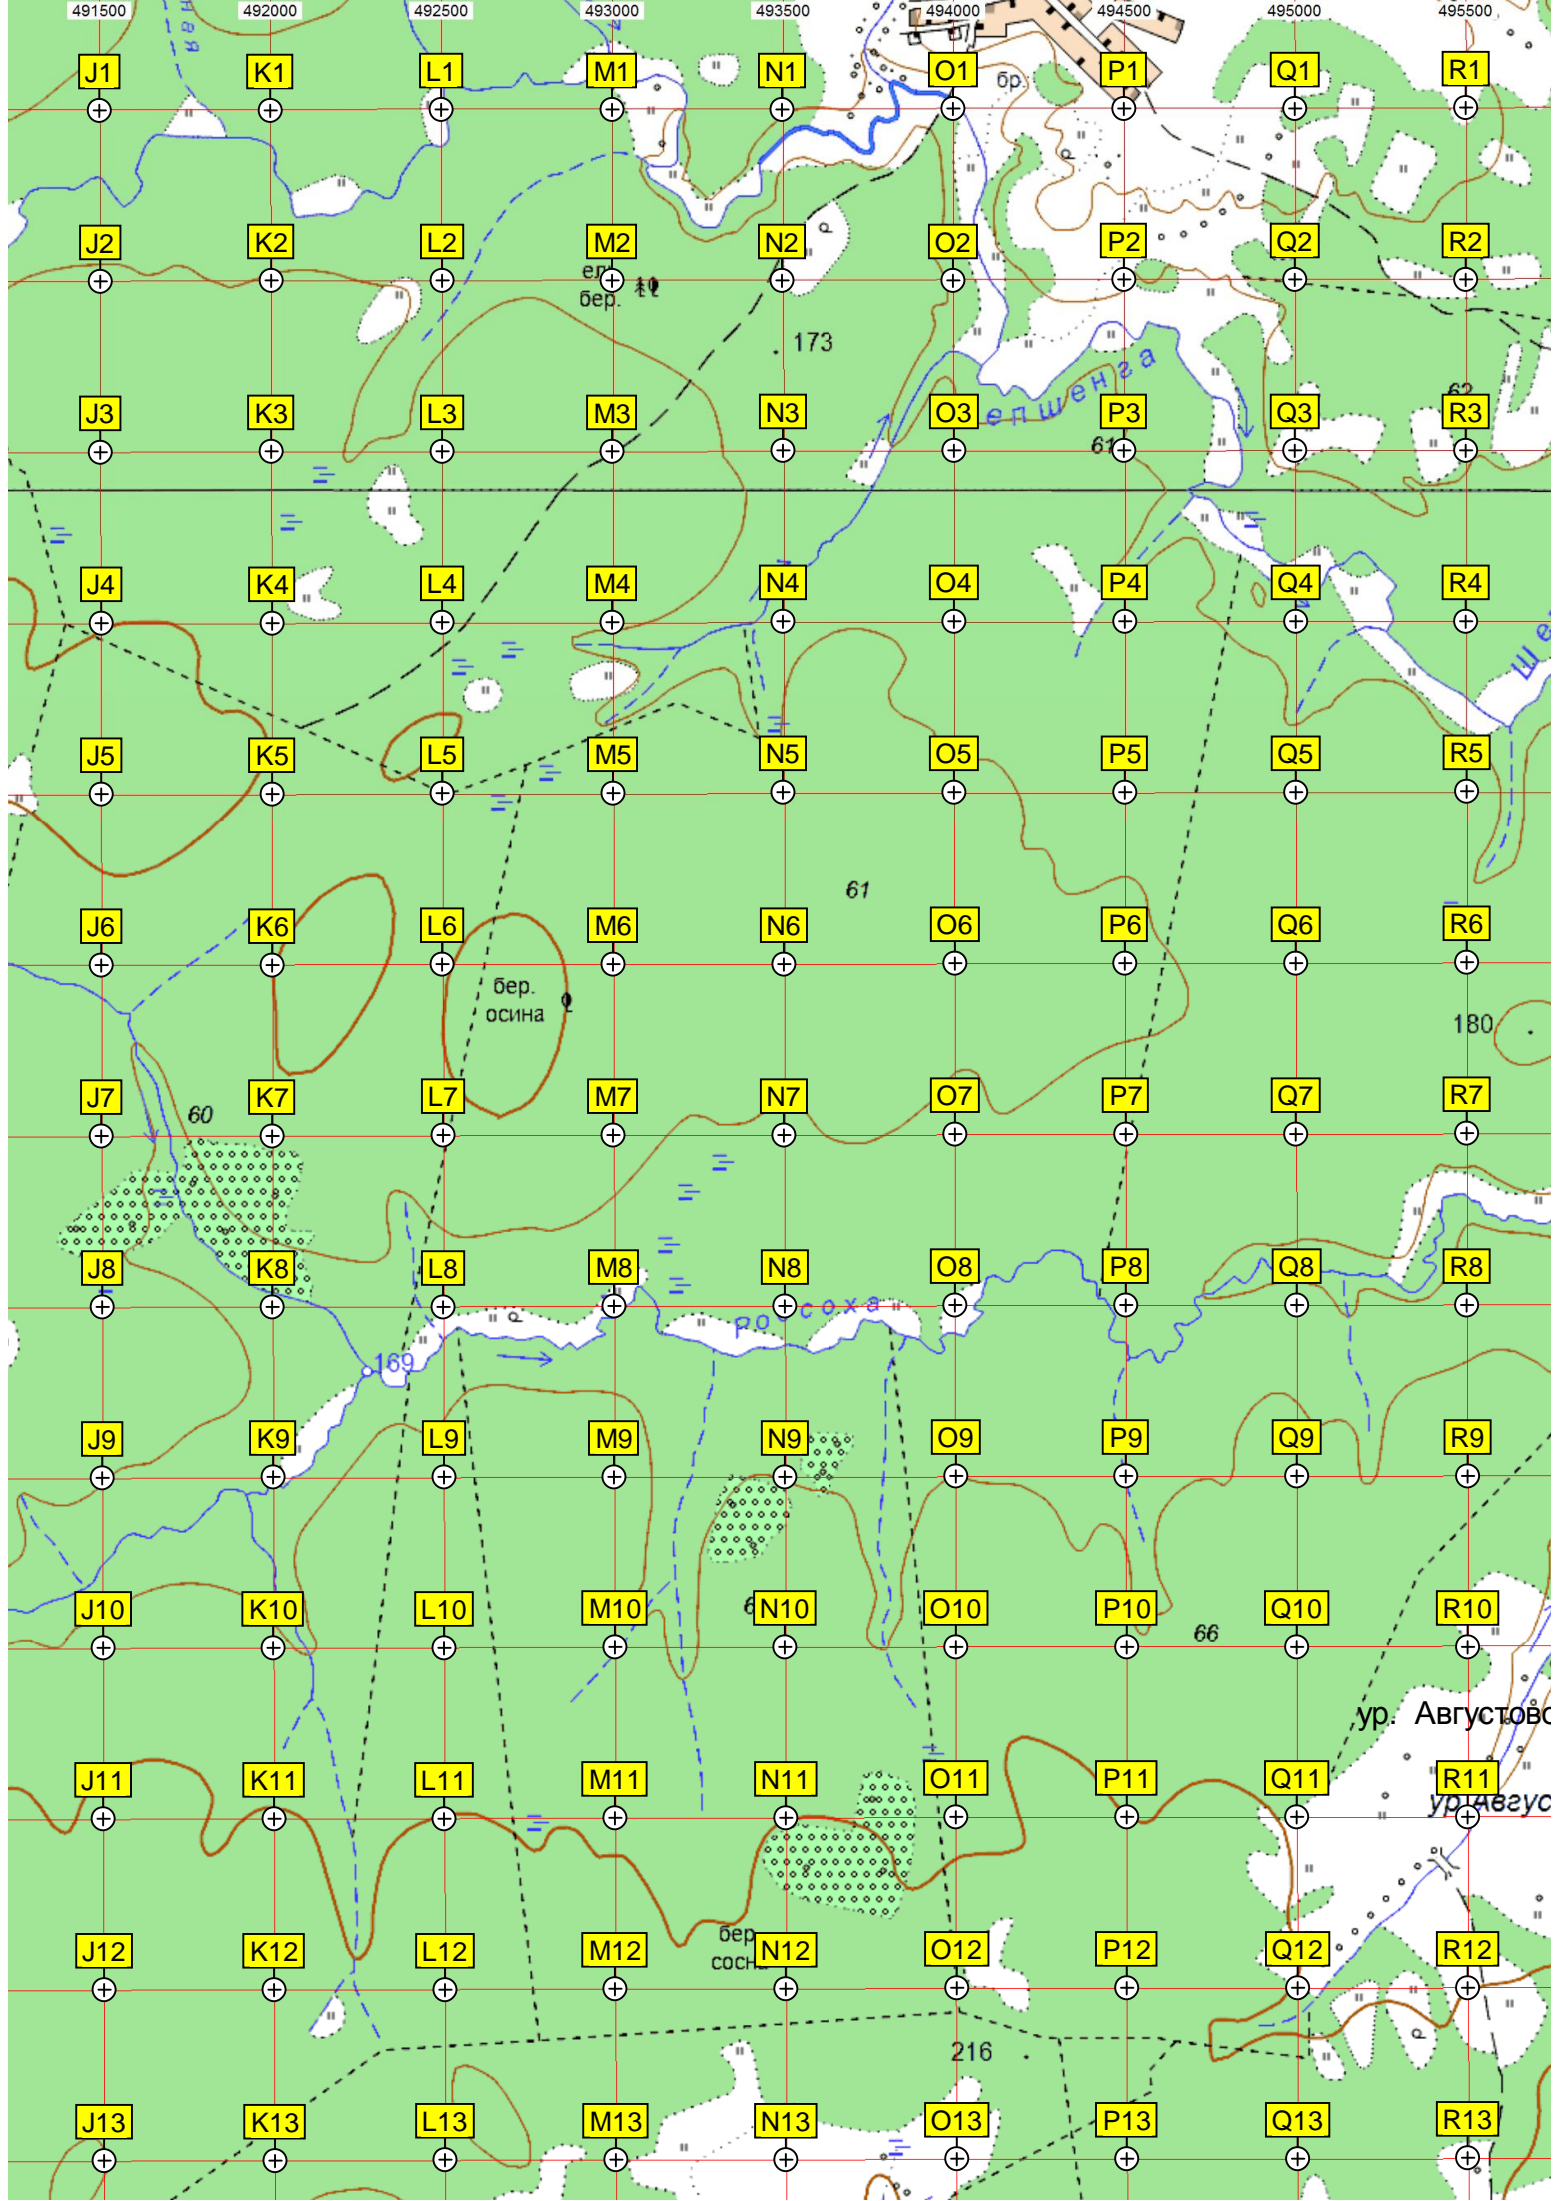 491500 492000 492500 493000 493500 494000 494500 495000 495500
бр.
J1 K1 L1 M1 N1 O1 P1 Q1 R1
J2 K2 L2 M2 N2 O2 P2 Q2 R2
бер.
173
епшенга
62
J3 K3 L3 M3 N3 O3 P3 Q3 R3
61
J4 K4 L4 M4 N4 O4 P4 Q4 R4
J5 K5 L5 M5 N5 O5 P5 Q5 R5
61
J6 K6 L6 M6 N6 O6 P6 Q6 R6
бер.
осина
180
J7 K7 L7 M7 N7 O7 P7 Q7 R7
60
J8 K8 L8 M8 N8 O8 P8 Q8 R8
169
J9 K9 L9 M9 N9 O9 P9 Q9 R9
J10 K10 L10 M10 N10 O10 P10 Q10 R10
66
ур. Августово
J11 K11 L11 M11 N11 O11 P11 Q11 R11
ур. Авгус
бер
J12 K12 L12 M12 N12 O12 P12 Q12 R12
сосна
216
J13 K13 L13 M13 N13 O13 P13 Q13 R13